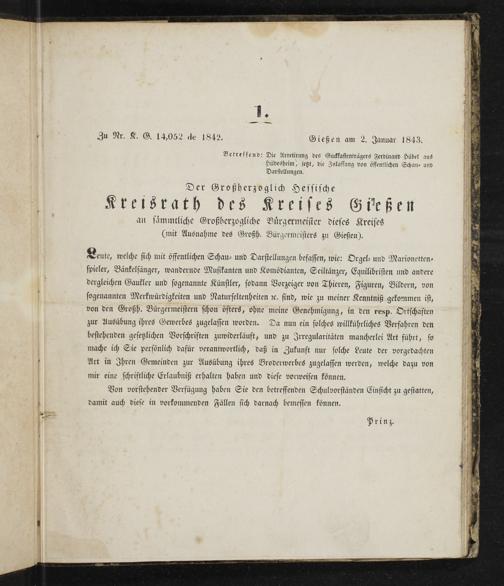 1.
Zu Nr. K. G. 14,052 de 1842.
Gießen am 2. Januar 1843.
Betreffend: Die Arretirung des Guckkastenträgers Ferdinand Hübel aus
jetzt, die Zulassung von öffentlichen Schau- und
Darstellungen.
Der Großherzoglich Hessische
Kreisrath des Kreises Gießen
an sämmtliche Großherzogliche Bürgermeister dieses Kreises
(mit Ausnahme des Großh. Bürgermeisters zu Gießen).
Leute, welche sich mit öffentlichen Schau- und Darstellungen befassen, wie: Orgel- und Marionetten-
spieler, Bänkelsänger, wandernde Musikanten und Komödianten, Seiltänzer, Equilibristen und andere
dergleichen Gaukler und sogenannte Künstler, sodann Vorzeiger von Thieren, Figuren, Bildern, von
sogenannten Merkwürdigkeiten und Naturseltenheiten ꝛc. sind, wie zu meiner Kenntniß gekommen ist,
von den Großh. Bürgermeistern schon öfters, ohne meine Genehmigung, in den resp. Ortschaften
zur Ausübung ihres Gewerbes zugelassen worden. Da nun ein solches willkührliches Verfahren den
bestehenden gesetzlichen Vorschriften zuwiderläuft, und zu Irregularitäten mancherlei Art führt, so
mache ich Sie persönlich dafür verantwortlich, daß in Zukunft nur solche Leute der vorgedachten
Art in Ihren Gemeinden zur Ausübung ihres Broderwerbes zugelassen werden, welche dazu von
mir eine schriftliche Erlaubniß erhalten haben und diese vorweisen können.
Von vorstehender Verfügung haben Sie den betreffenden Schulvorständen Einsicht zu gestatten,
damit auch diese in vorkommenden Fällen sich darnach bemessen können.
Prinz.